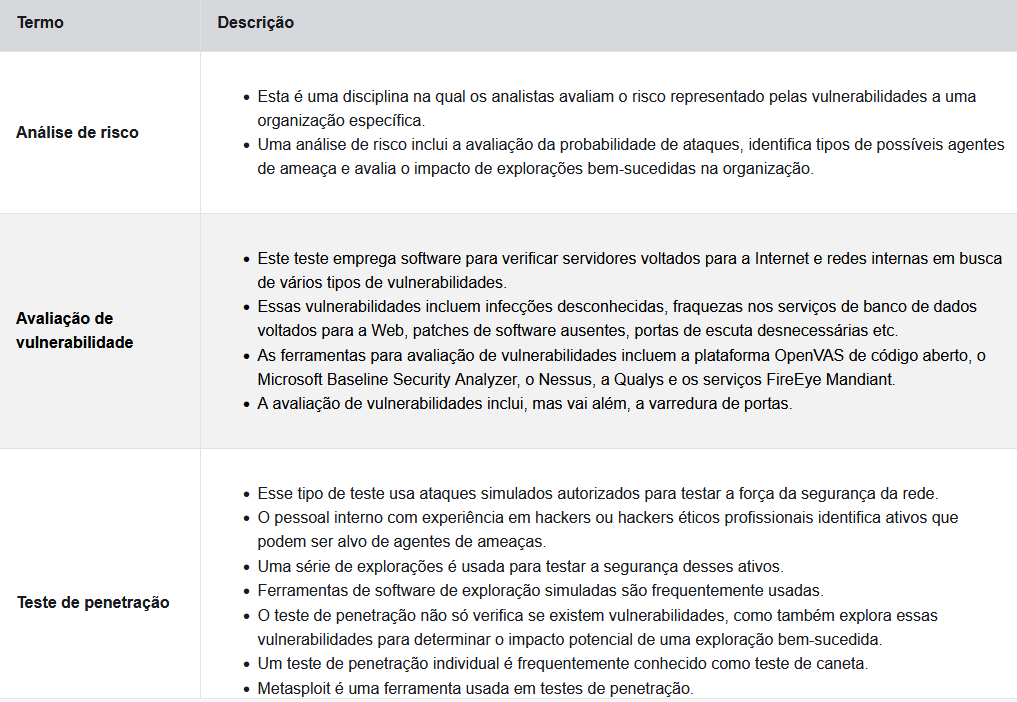 Termo
Descrição
Análise de risco
Esta é uma disciplina na qual os analistas avaliam o risco representado pelas vulnerabilidades a uma
organização específica.
Uma análise de risco inclui a avaliação da probabilidade de ataques, identifica tipos de possíveis agentes
de ameaça e avalia o impacto de explorações bem-sucedidas na organização.
Avaliação de
vulnerabilidade
Este teste emprega software para verificar servidores voltados para a Internet e redes internas em busca
de vários tipos de vulnerabilidades.
Essas vulnerabilidades incluem infecções desconhecidas, fraquezas nos serviços de banco de dados
voltados para a Web, patches de software ausentes, portas de escuta desnecessárias etc.
As ferramentas para avaliação de vulnerabilidades incluem a plataforma OpenVAS de código aberto, o
Microsoft Baseline Security Analyzer, o Nessus, a Qualys e os serviços FireEye Mandiant.
A avaliação de vulnerabilidades inclui, mas vai além, a varredura de portas.
Teste de penetração
Esse tipo de teste usa ataques simulados autorizados para testar a força da segurança da rede.
O pessoal interno com experiência em hackers ou hackers éticos profissionais identifica ativos que
podem ser alvo de agentes de ameaças.
Uma série de explorações é usada para testar a segurança desses ativos.
Ferramentas de software de exploração simuladas são frequentemente usadas.
O teste de penetração não só verifica se existem vulnerabilidades, como também explora essas
vulnerabilidades para determinar o impacto potencial de uma exploração bem-sucedida.
Um teste de penetração individual é frequentemente conhecido como teste de caneta.
Metasploit é uma ferramenta usada em testes de penetração.